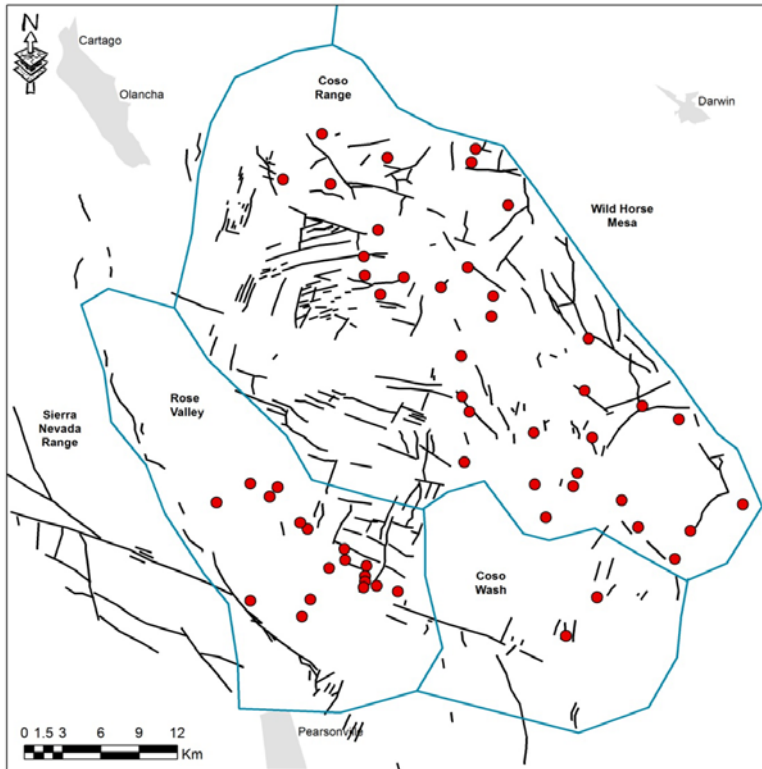 N
Cartago
Olancha
Coso
Range
Darwin
Wild Horse
Mesa
Sierra
Nevada
Range
Rose
Valley
Coso
Wash
Pearsonville
0 1.5 3 6 9 12
Km